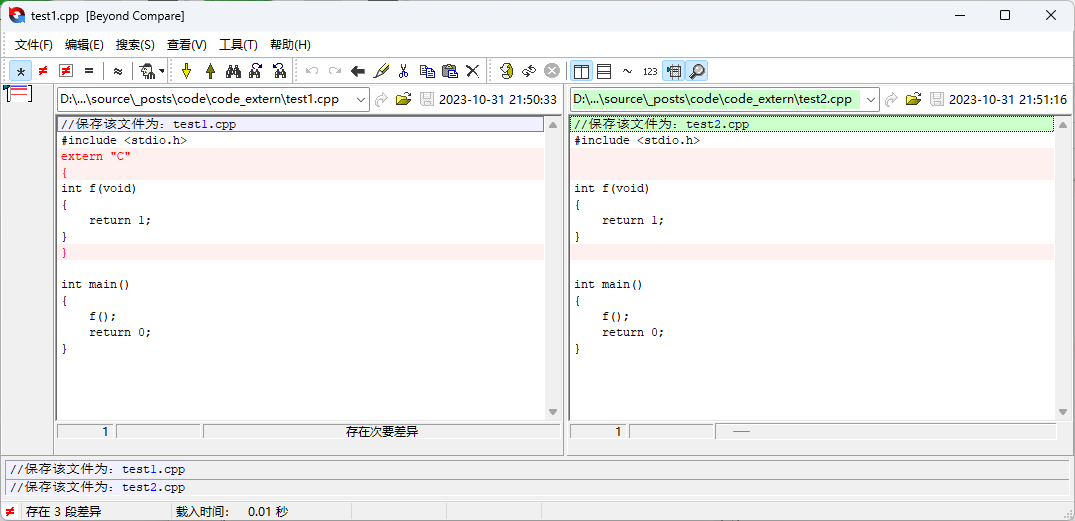 test1.cpp [Beyond Compare]
文件(F) 编辑(E) 搜索(S) 查看(V) 工具(T) 帮助(H)
* ≠ ≠ = ≈ ~ 123
D:\...\source\_posts\code\code_extern\test1.cpp 2023-10-31 21:50:33
//保存该文件为: test1.cpp
#include <stdio.h>
extern "C"
{
int f(void)
{
    return 1;
}
}
int main()
{
    f();
    return 0;
}
1 存在次要差异
D:\...\source\_posts\code\code_extern\test2.cpp 2023-10-31 21:51:16
//保存该文件为: test2.cpp
#include <stdio.h>
int f(void)
{
    return 1;
}
int main()
{
    f();
    return 0;
}
1
//保存该文件为: test1.cpp
//保存该文件为: test2.cpp
≠ 存在 3 段差异 载入时间: 0.01 秒